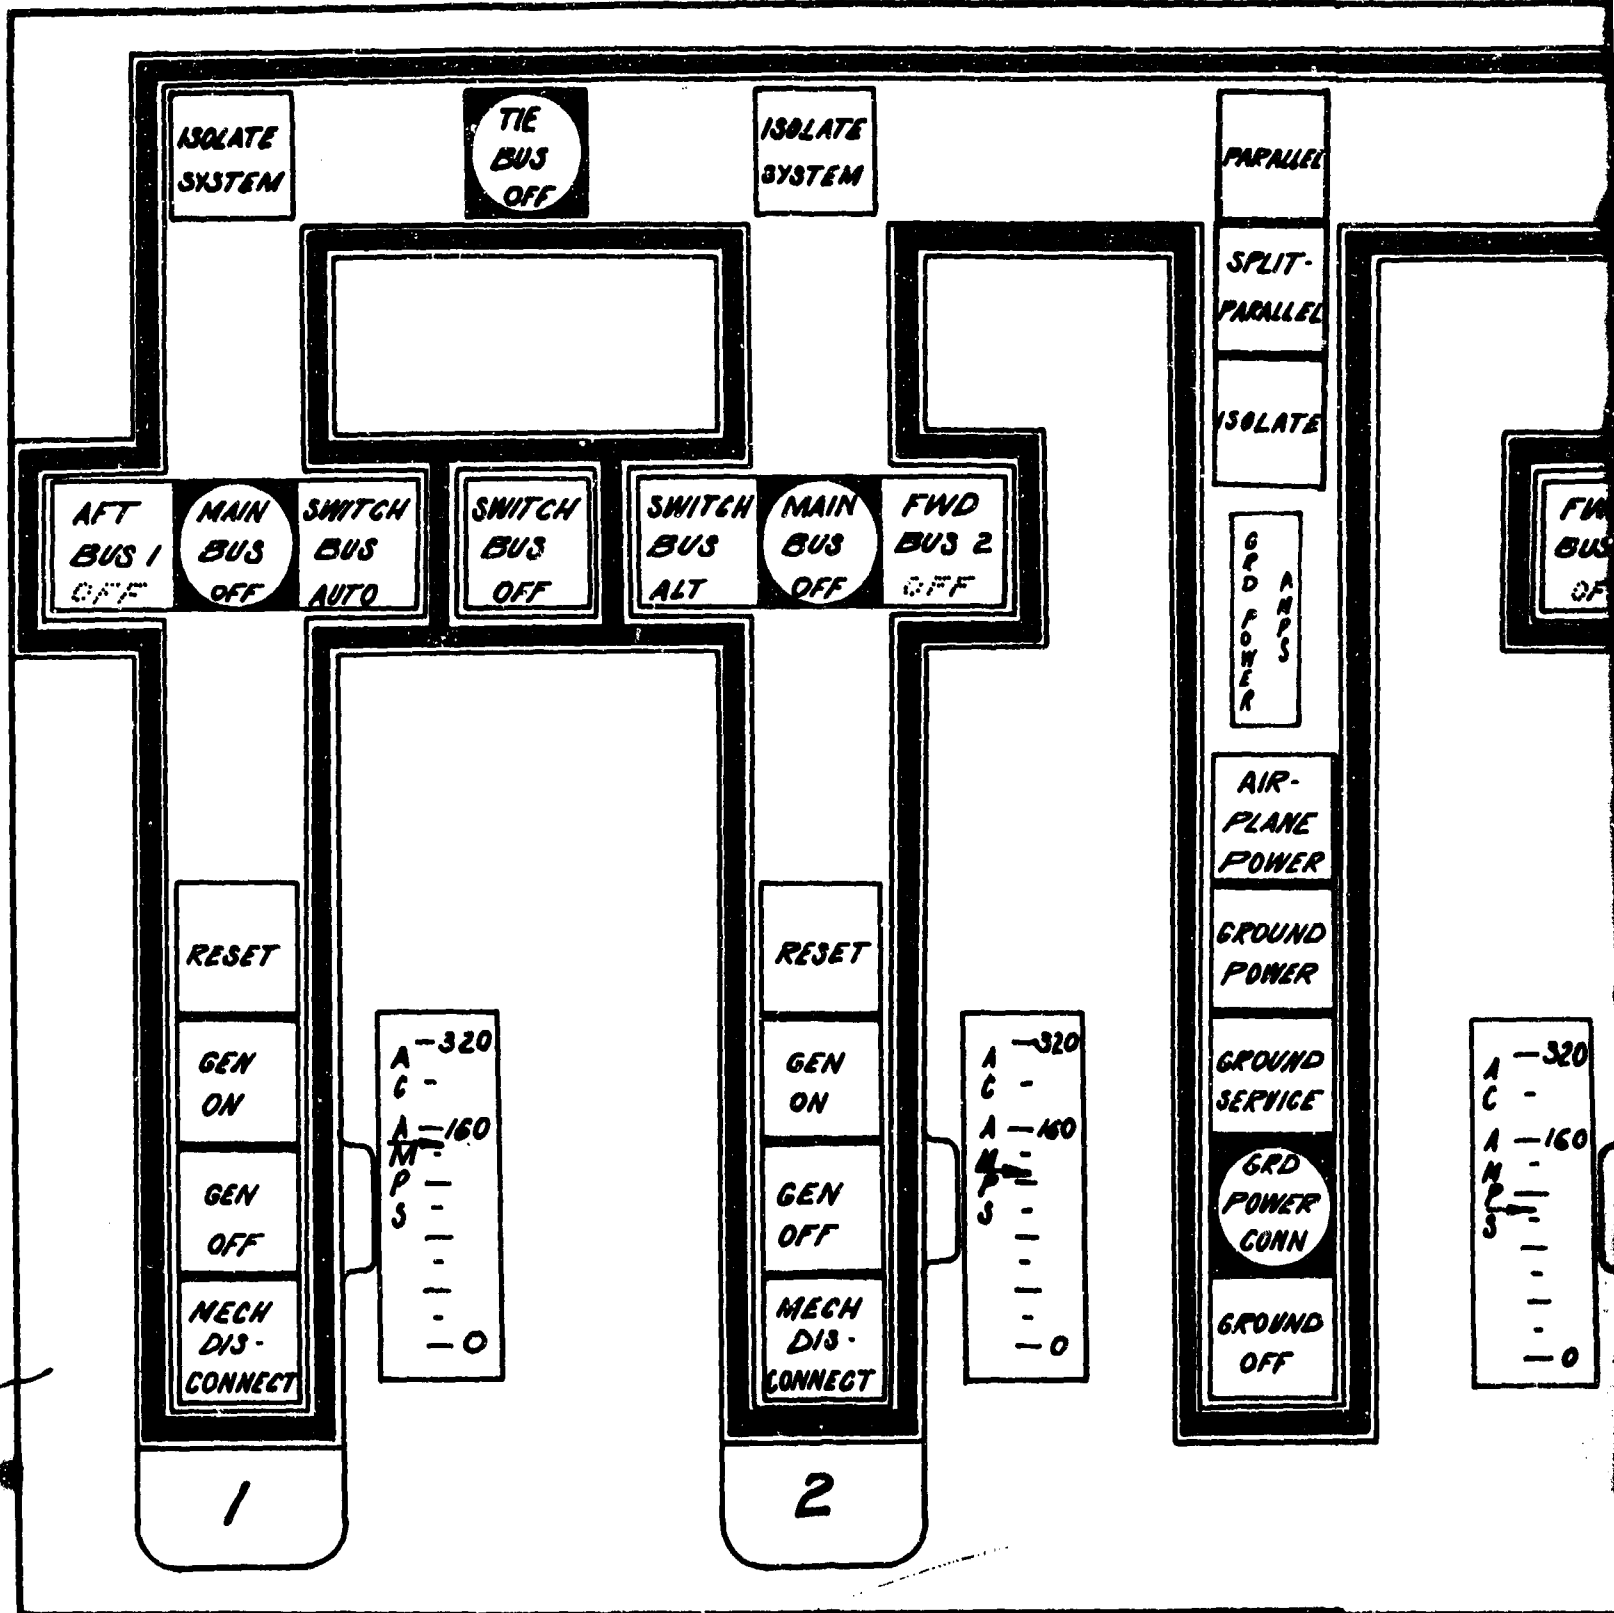 ISOLATE
SYSTEM
TIE
BUS
OFF
ISOLATE
SYSTEM
PARALLEL
SPLIT-
PARALLEL
ISOLATE
AFT
BUS 1
OFF
MAIN
BUS
OFF
SWITCH
BUS
AUTO
SWITCH
BUS
OFF
SWITCH
BUS
ALT
MAIN
BUS
OFF
FWD
BUS 2
OFF
GRD POWER
AMPS
BUS
AIR-
PLANE
POWER
GROUND
POWER
GROUND
SERVICE
GRD
POWER
CONN
GROUND
OFF
RESET
GEN
ON
GEN
OFF
MECH
DIS-
CONNECT
AC AMPS
320
160
0
1
RESET
GEN
ON
GEN
OFF
MECH
DIS-
CONNECT
AC AMPS
320
160
0
2
AC AMPS
320
160
0